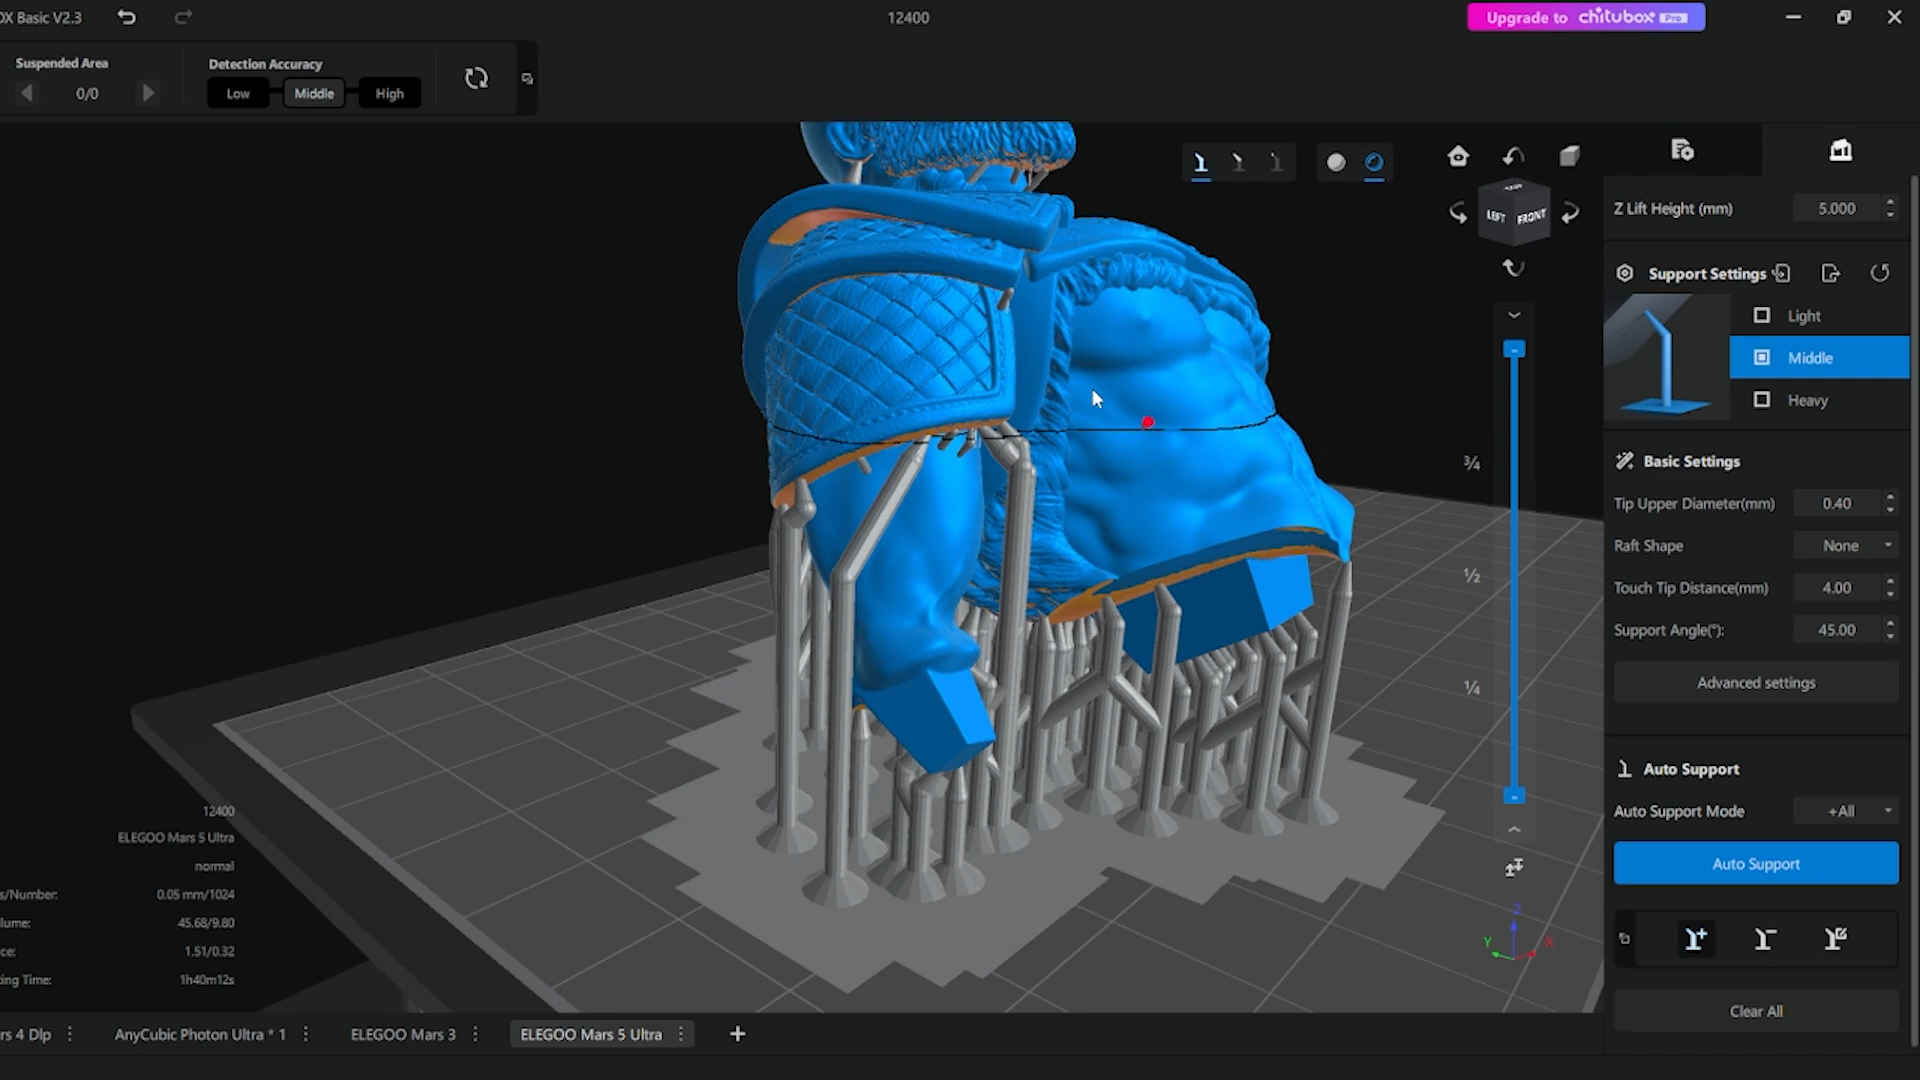 OX Basic V2.3
12400
Upgrade to chitubox Pro
Suspended Area
0/0
Detection Accuracy
Low
Middle
High
LEFT
FRONT
Z Lift Height (mm)
5.000
Support Settings
Light
Middle
Heavy
Basic Settings
Tip Upper Diameter(mm)
0.40
Raft Shape
None
Touch Tip Distance(mm)
4.00
Support Angle(°):
45.00
Advanced settings
Auto Support
Auto Support Mode
+All
Auto Support
Clear All
¾
½
¼
Z
Y
X
12400
ELEGOO Mars 5 Ultra
normal
s/Number:
0.05 mm/1024
lume:
45.68/9.80
ce:
1.51/0.32
ing Time:
1h40m12s
rs 4 Dlp
AnyCubic Photon Ultra * 1
ELEGOO Mars 3
ELEGOO Mars 5 Ultra